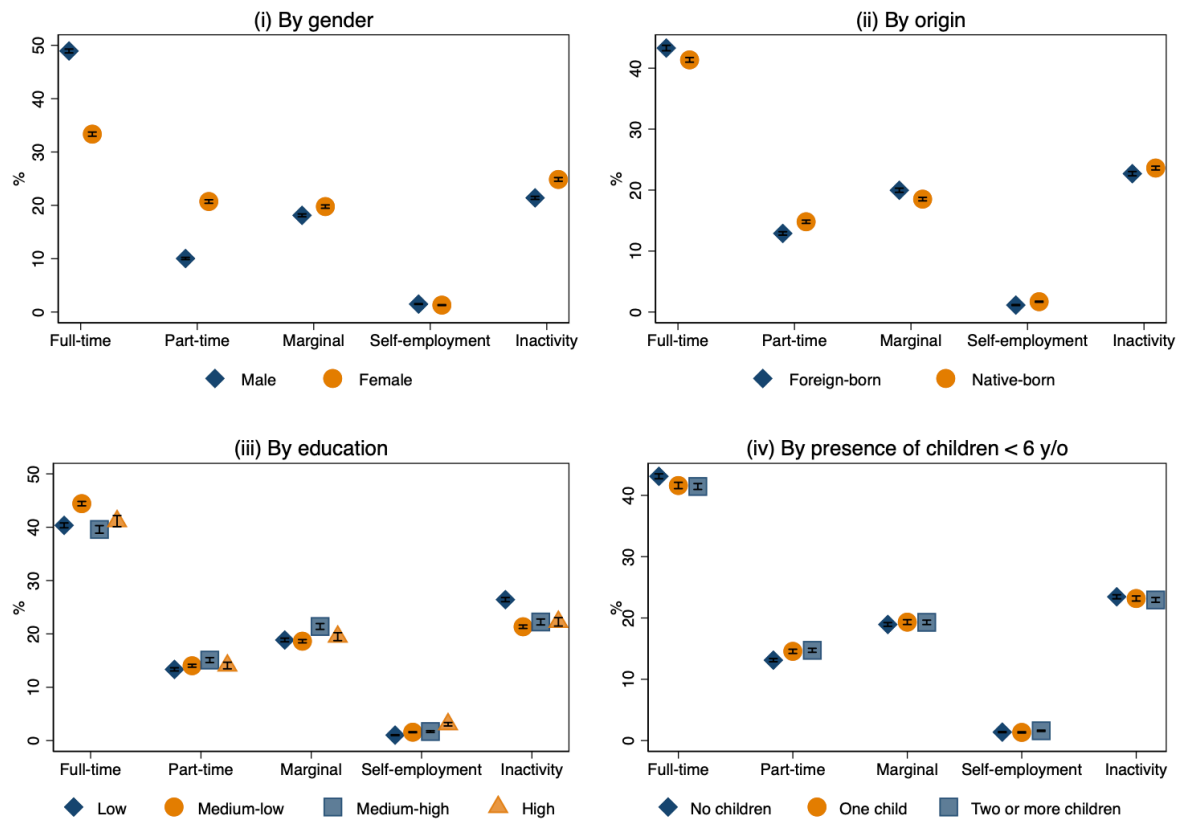 (i) By gender
%
50
40
30
20
10
0
Full-time Part-time Marginal Self-employment Inactivity
Male Female
(ii) By origin
%
40
30
20
10
0
Full-time Part-time Marginal Self-employment Inactivity
Foreign-born Native-born
(iii) By education
%
50
40
30
20
10
0
Full-time Part-time Marginal Self-employment Inactivity
Low Medium-low Medium-high High
(iv) By presence of children < 6 y/o
%
40
30
20
10
0
Full-time Part-time Marginal Self-employment Inactivity
No children One child Two or more children